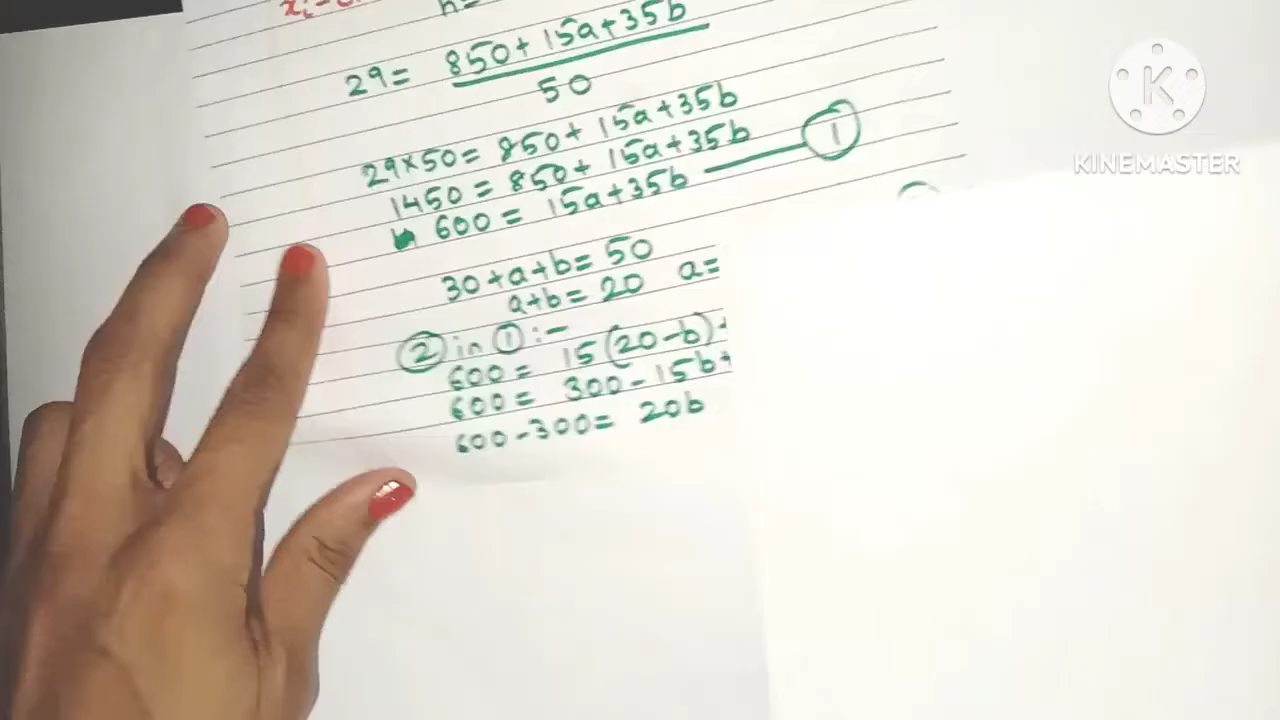 29= 850+ 15a+35b
50
29×50= 850+ 15a+35b
1450 = 850+ 15a+35b
600 = 15a+35b ——— ①
30+a+b= 50
a+b= 20 a=
② in ① :-
600 = 15(20-b)+
600 = 300-15b+
600-300= 20b
K
KINEMASTER